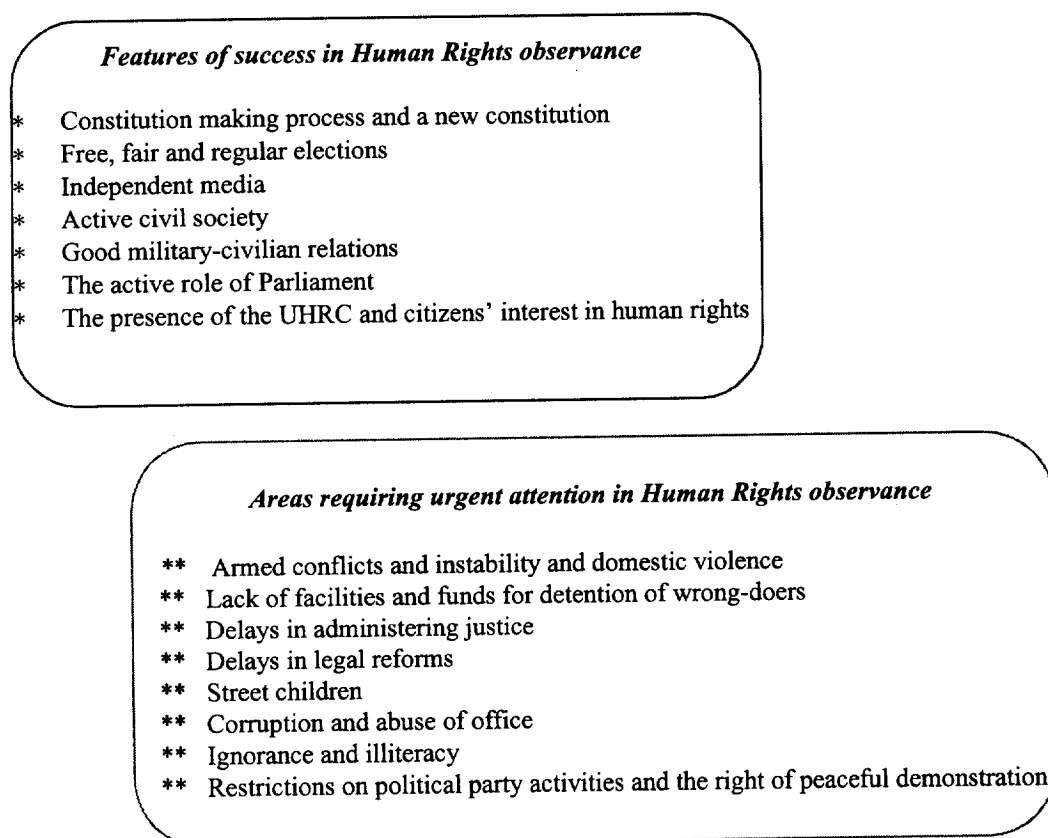 Features of success in Human Rights observance
* Constitution making process and a new constitution
* Free, fair and regular elections
* Independent media
* Active civil society
* Good military-civilian relations
* The active role of Parliament
* The presence of the UHRC and citizens' interest in human rights
Areas requiring urgent attention in Human Rights observance
** Armed conflicts and instability and domestic violence
** Lack of facilities and funds for detention of wrong-doers
** Delays in administering justice
** Delays in legal reforms
** Street children
** Corruption and abuse of office
** Ignorance and illiteracy
** Restrictions on political party activities and the right of peaceful demonstration